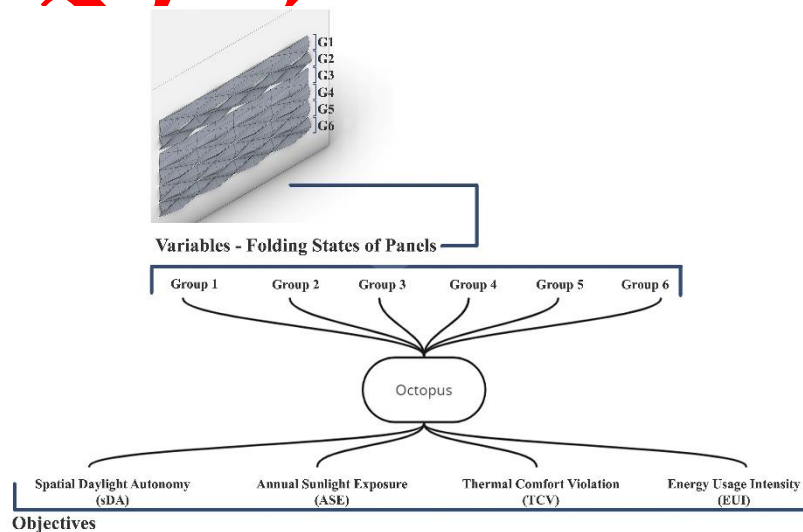 G1
G2
G3
G4
G5
G6
Variables - Folding States of Panels
Group 1 Group 2 Group 3 Group 4 Group 5 Group 6
Octopus
Spatial Daylight Autonomy Annual Sunlight Exposure Thermal Comfort Violation Energy Usage Intensity
(sDA) (ASE) (TCV) (EUI)
Objectives